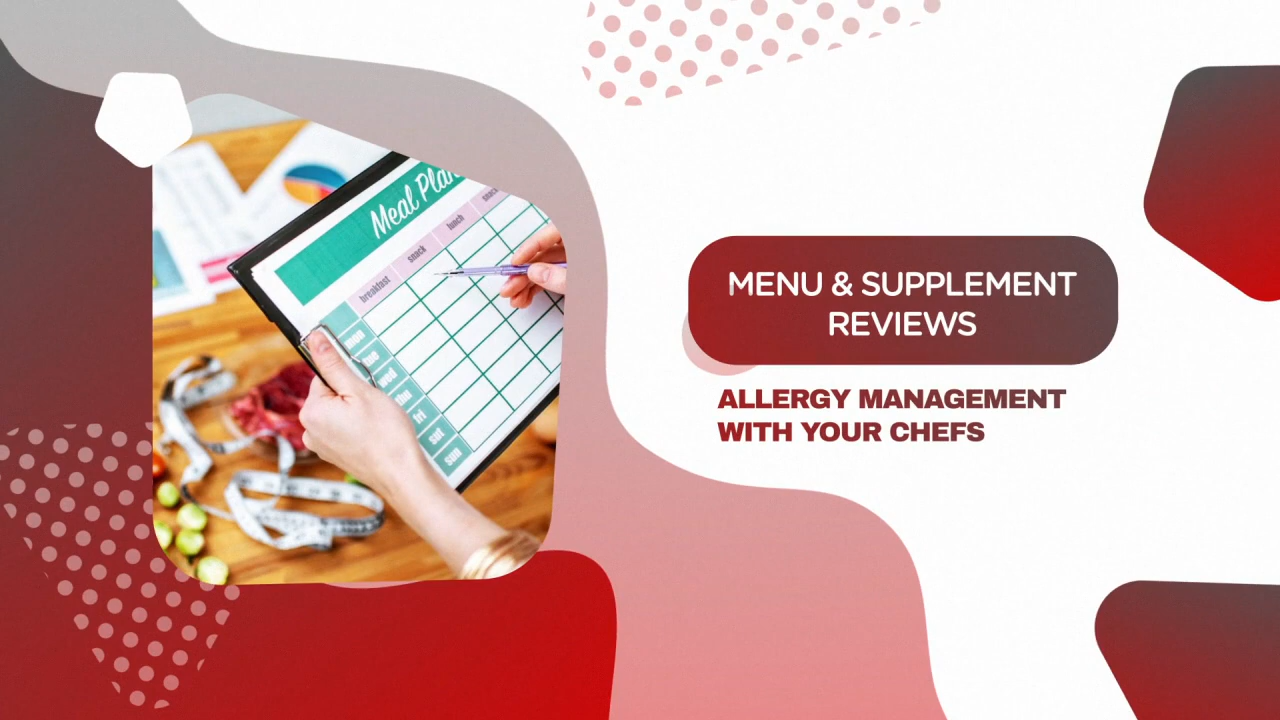 Meal Plan
breakfast
snack
lunch
snack
mon
tue
wed
thu
fri
sat
sun
MENU & SUPPLEMENT
REVIEWS
ALLERGY MANAGEMENT
WITH YOUR CHEFS